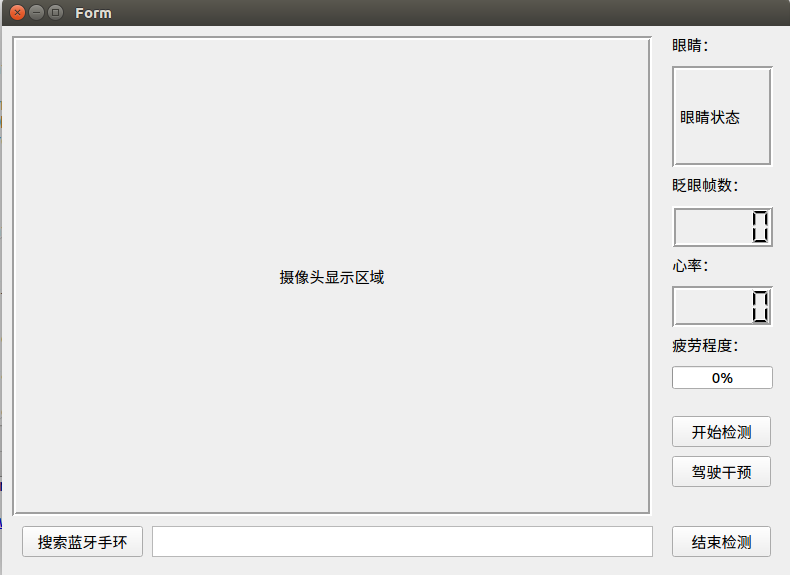 Form
眼睛：
眼睛状态
眨眼帧数：
0
心率：
0
疲劳程度：
0%
摄像头显示区域
开始检测
驾驶干预
搜索蓝牙手环
结束检测